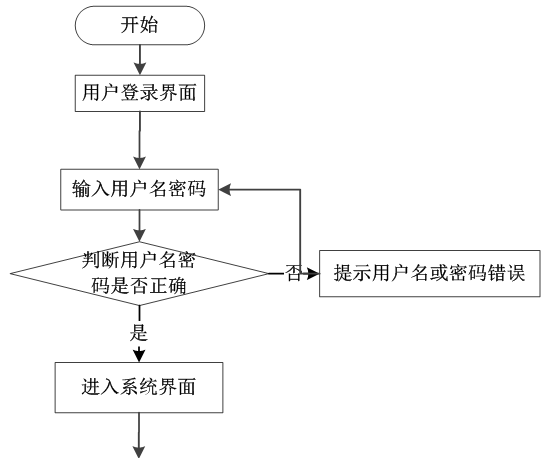 开始
用户登录界面
输入用户名密码
判断用户名密
码是否正确
否
提示用户名或密码错误
是
进入系统界面